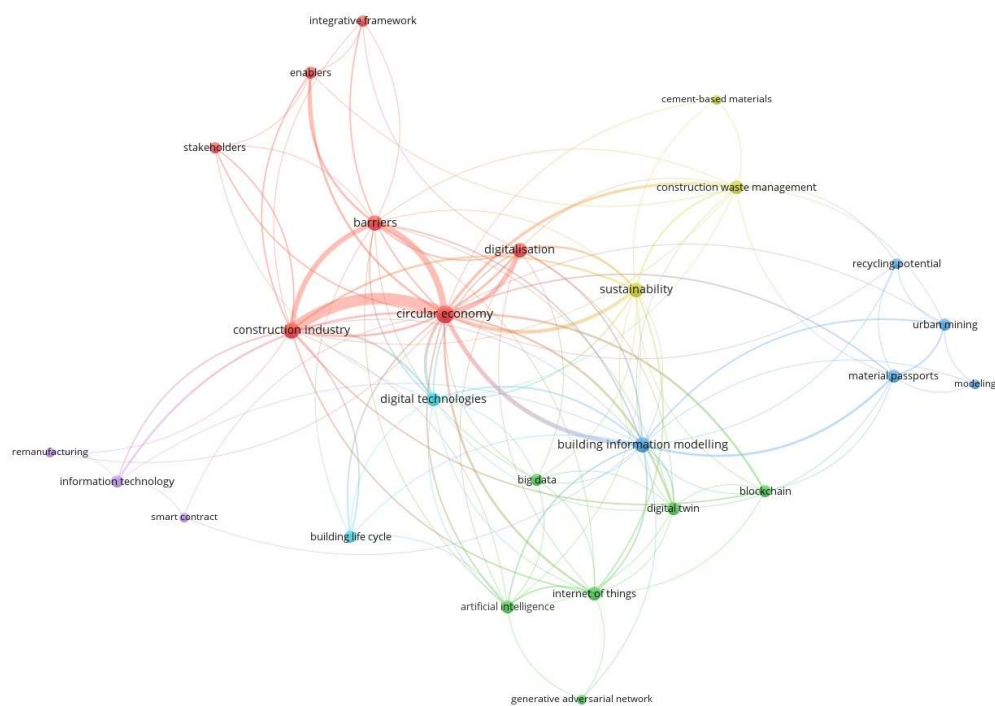 integrative framework
enablers
cement-based materials
stakeholders
construction waste management
barriers
digitalisation
recycling potential
sustainability
circular economy
urban mining
construction industry
material passports
modeling
digital technologies
building information modelling
remanufacturing
information technology
big data
blockchain
digital twin
smart contract
building life cycle
internet of things
artificial intelligence
generative adversarial network